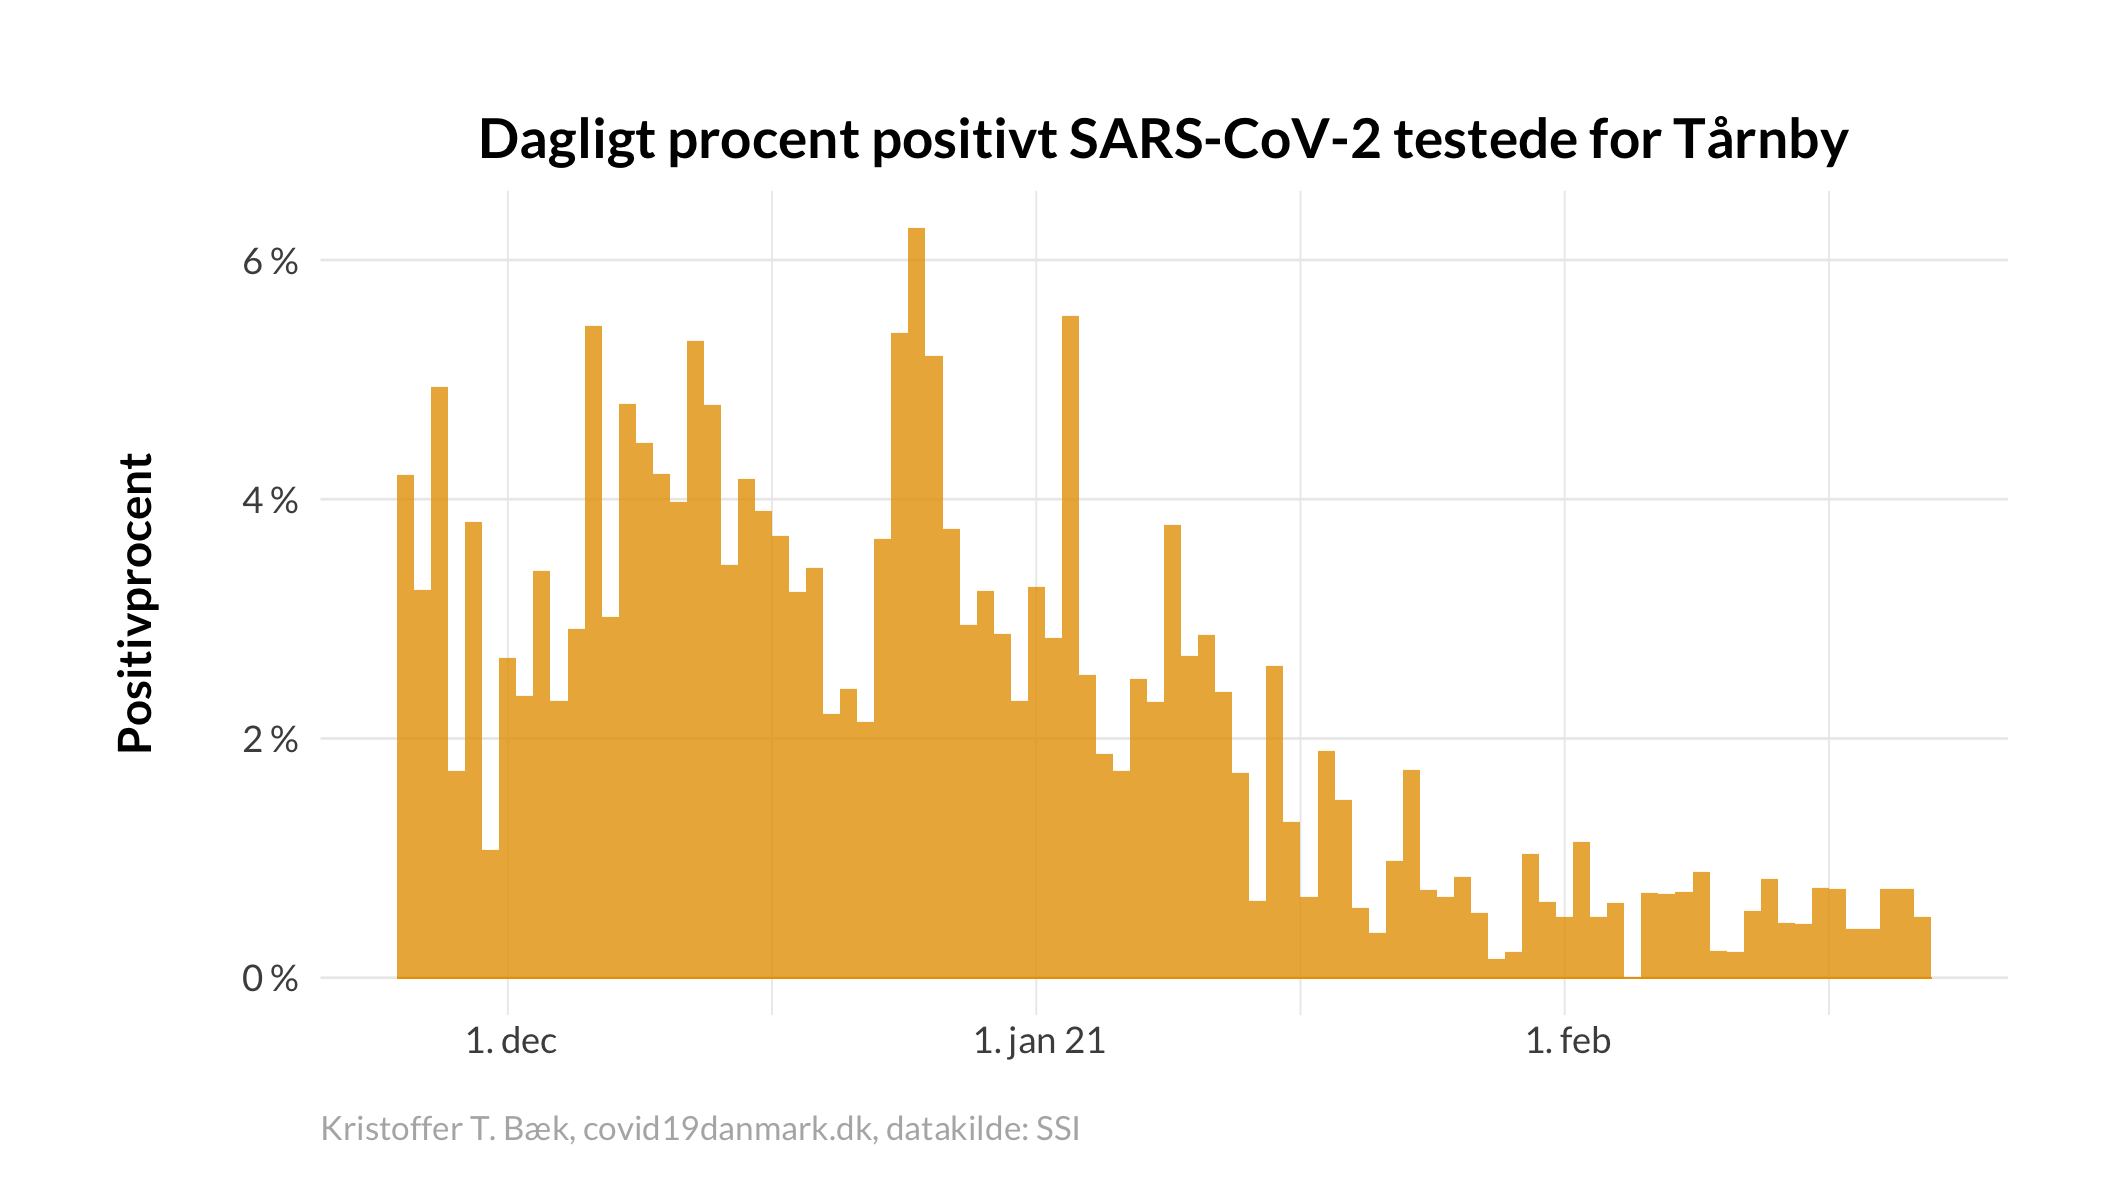 Dagligt procent positivt SARS-CoV-2 testede for Tårnby
Positivprocent
6 %
4 %
2 %
0 %
1. dec
1. jan 21
1. feb
Kristoffer T. Bæk, covid19danmark.dk, datakilde: SSI